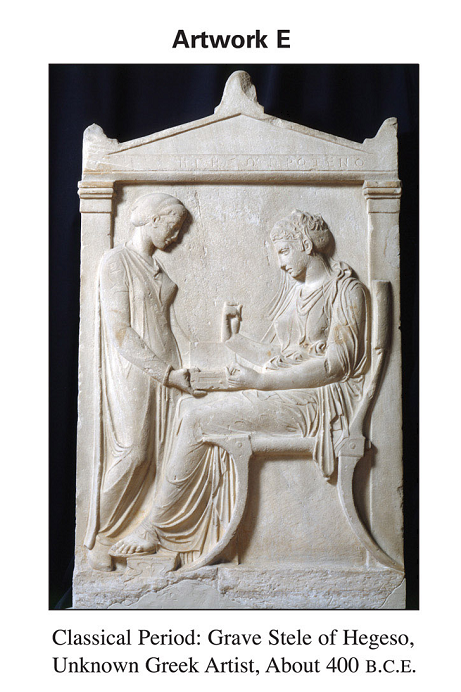 Artwork E
Classical Period: Grave Stele of Hegeso,
Unknown Greek Artist, About 400 B.C.E.